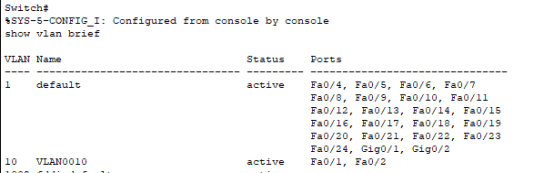 Switch#
%SYS-5-CONFIG_I: Configured from console by console
show vlan brief
VLAN Name Status Ports
---- -------------------------------- --------- -------------------------------
1 default active Fa0/4, Fa0/5, Fa0/6, Fa0/7
Fa0/8, Fa0/9, Fa0/10, Fa0/11
Fa0/12, Fa0/13, Fa0/14, Fa0/15
Fa0/16, Fa0/17, Fa0/18, Fa0/19
Fa0/20, Fa0/21, Fa0/22, Fa0/23
Fa0/24, Gig0/1, Gig0/2
10 VLAN0010 active Fa0/1, Fa0/2